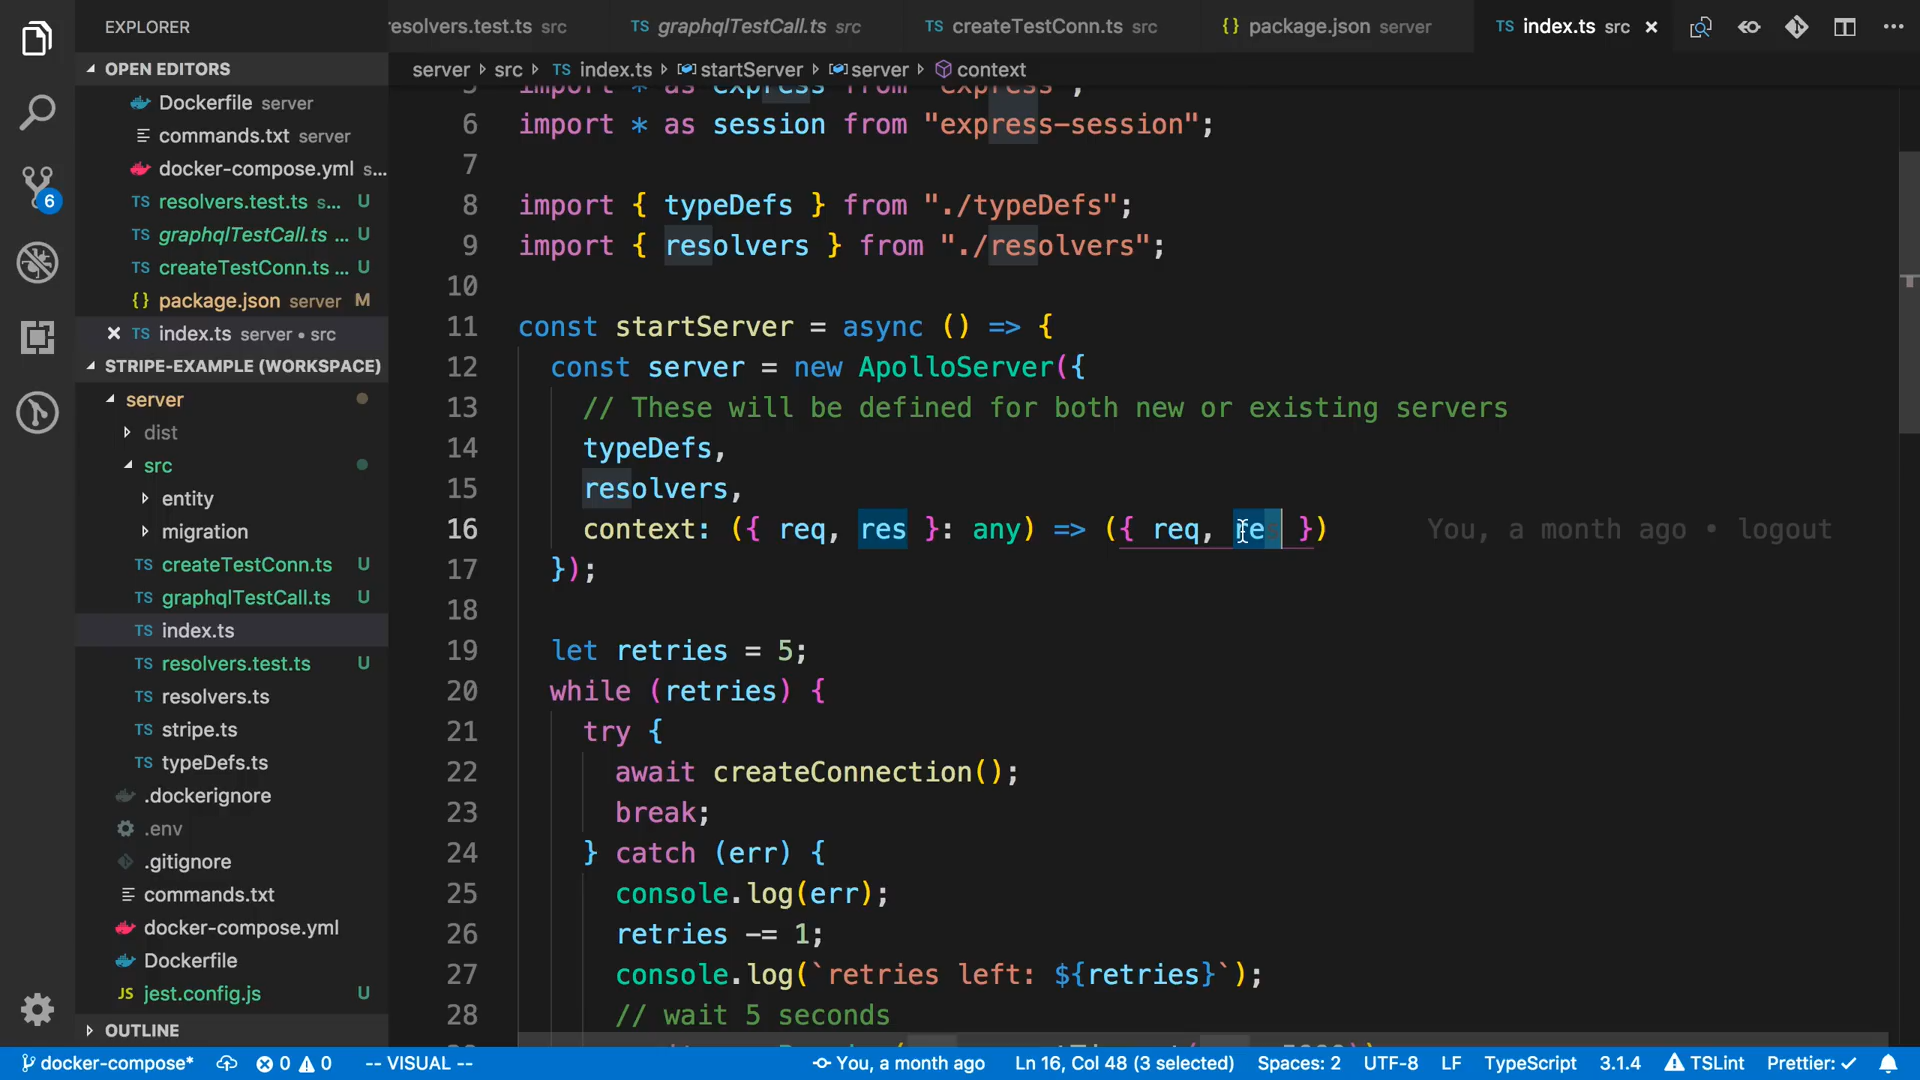 EXPLORER
esolvers.test.ts src
TS graphqlTestCall.ts src
TS createTestConn.ts src
{} package.json server
TS index.ts src
server src TS index.ts startServer server context
OPEN EDITORS
Dockerfile server
commands.txt server
docker-compose.yml s...
TS resolvers.test.ts s... U
TS graphqlTestCall.ts ... U
TS createTestConn.ts ... U
{} package.json server M
TS index.ts server • src
STRIPE-EXAMPLE (WORKSPACE)
server
dist
src
entity
migration
TS createTestConn.ts U
TS graphqlTestCall.ts U
TS index.ts
TS resolvers.test.ts U
TS resolvers.ts
TS stripe.ts
TS typeDefs.ts
.dockerignore
.env
.gitignore
commands.txt
docker-compose.yml
Dockerfile
JS jest.config.js U
OUTLINE
6
5 import * as express from "express";
6 import * as session from "express-session";
7
8 import { typeDefs } from "./typeDefs";
9 import { resolvers } from "./resolvers";
10
11 const startServer = async () => {
12 const server = new ApolloServer({
13 // These will be defined for both new or existing servers
14 typeDefs,
15 resolvers,
16 context: ({ req, res }: any) => ({ req, res }) You, a month ago • logout
17 });
18
19 let retries = 5;
20 while (retries) {
21 try {
22 await createConnection();
23 break;
24 } catch (err) {
25 console.log(err);
26 retries -= 1;
27 console.log(`retries left: ${retries}`);
28 // wait 5 seconds
docker-compose* 0 0 -- VISUAL -- You, a month ago Ln 16, Col 48 (3 selected) Spaces: 2 UTF-8 LF TypeScript 3.1.4 TSLint Prettier: ✓